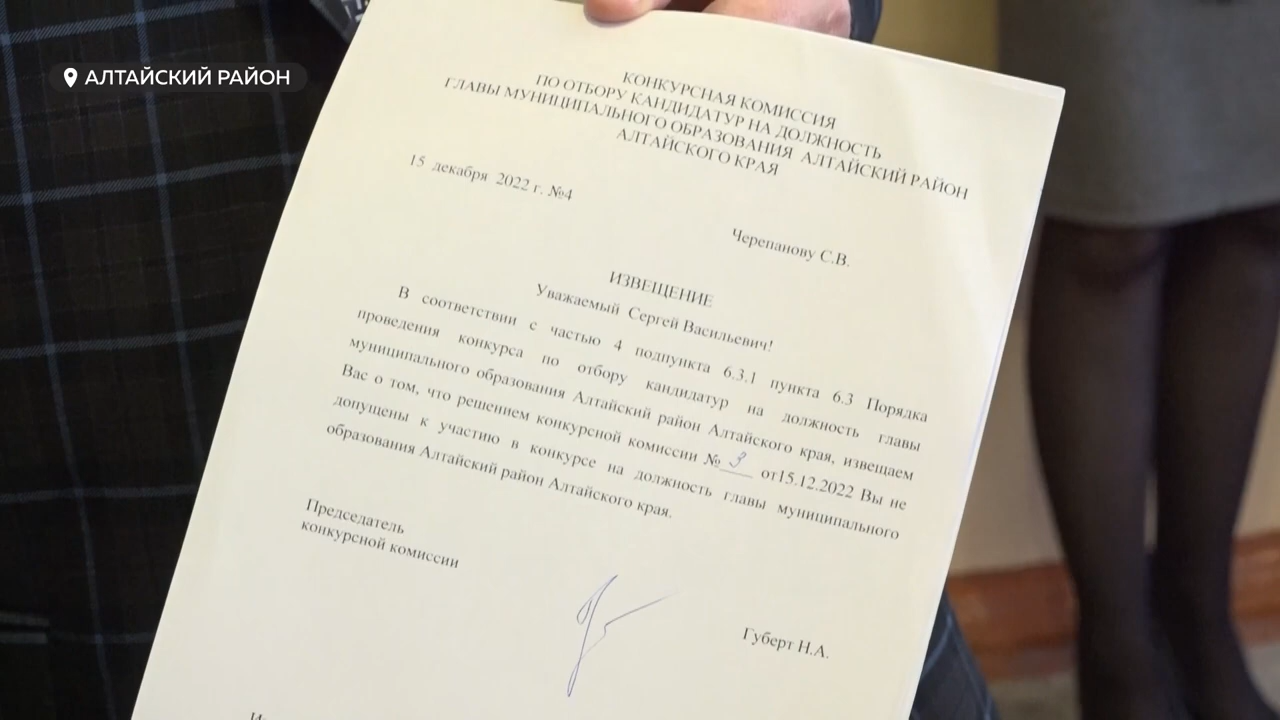 АЛТАЙСКИЙ РАЙОН
КОНКУРСНАЯ КОМИССИЯ
ПО ОТБОРУ КАНДИДАТУР НА ДОЛЖНОСТЬ
ГЛАВЫ МУНИЦИПАЛЬНОГО ОБРАЗОВАНИЯ АЛТАЙСКИЙ РАЙОН
АЛТАЙСКОГО КРАЯ
15 декабря 2022 г. №4
Черепанову С.В.
ИЗВЕЩЕНИЕ
Уважаемый Сергей Васильевич!
В соответствии с частью 4 подпункта 6.3.1 пункта 6.3 Порядка
проведения конкурса по отбору кандидатур на должность главы
муниципального образования Алтайский район Алтайского края, извещаем
Вас о том, что решением конкурсной комиссии № 3 от15.12.2022 Вы не
допущены к участию в конкурсе на должность главы муниципального
образования Алтайский район Алтайского края.
Председатель
конкурсной комиссии
Губерт Н.А.